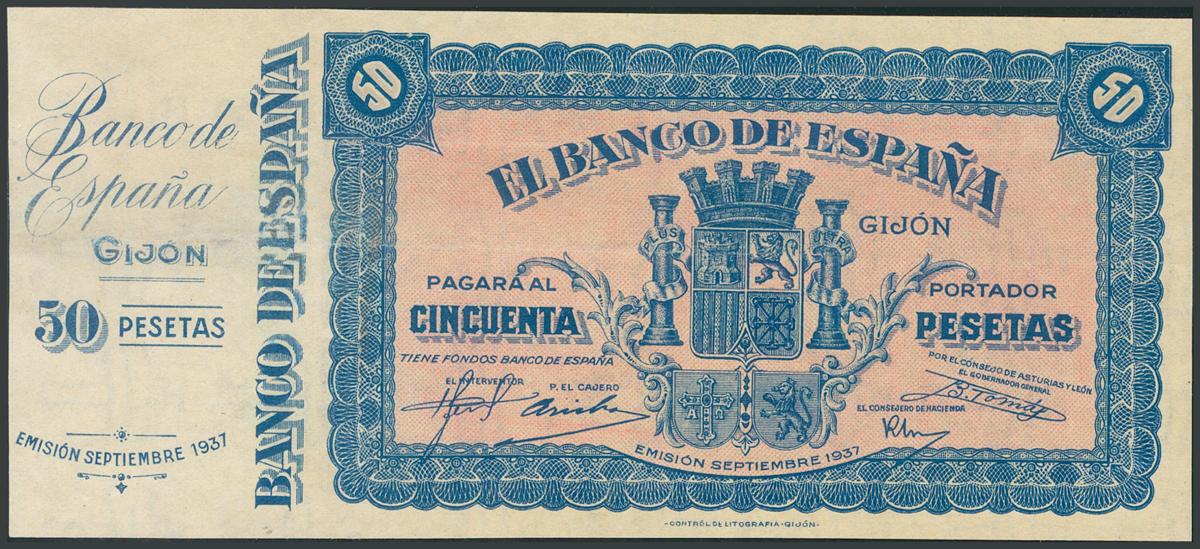 Banco de
España
GIJÓN
50 PESETAS
EMISIÓN SEPTIEMBRE 1937
BANCO DE ESPAÑA
50
50
EL BANCO DE ESPAÑA
GIJÓN
PLUS ULTRA
PAGARÁ AL PORTADOR
CINCUENTA PESETAS
TIENE FONDOS BANCO DE ESPAÑA
POR EL CONSEJO DE ASTURIAS Y LEÓN
EL GOBERNADOR GENERAL
EL INTERVENTOR
P. EL CAJERO
B. Tomás
EL CONSEJERO DE HACIENDA
A Ω
EMISIÓN SEPTIEMBRE 1937
-CONTRÓL DE LITOGRAFIA-GIJÓN-